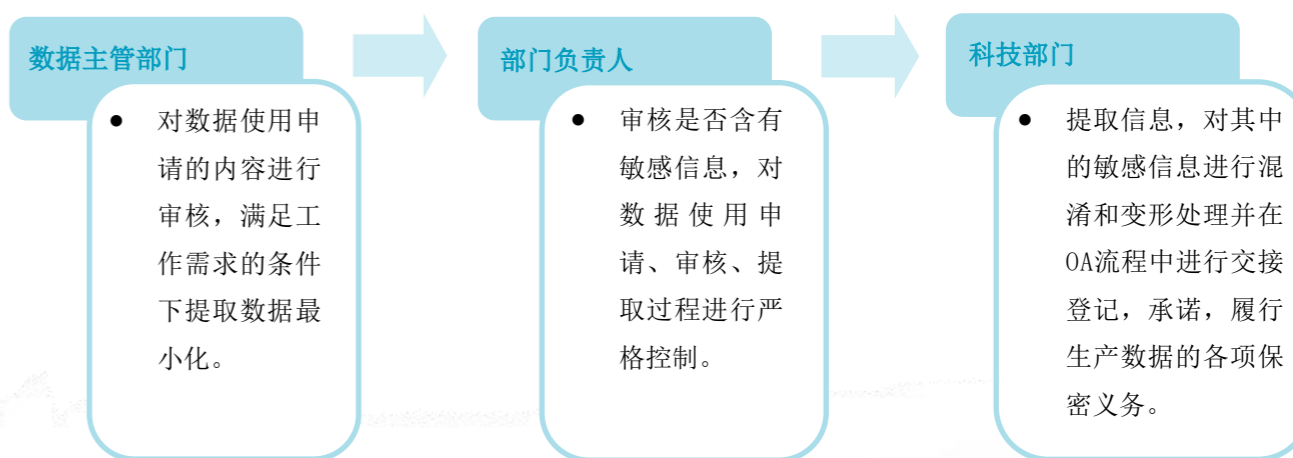 数据主管部门
● 对数据使用申
请的内容进行
审核，满足工
作需求的条件
下提取数据最
小化。
部门负责人
● 审核是否含有
敏感信息，对
数据使用申
请、审核、提
取过程进行严
格控制。
科技部门
● 提取信息，对其中
的敏感信息进行混
淆和变形处理并在
OA流程中进行交接
登记，承诺，履行
生产数据的各项保
密义务。